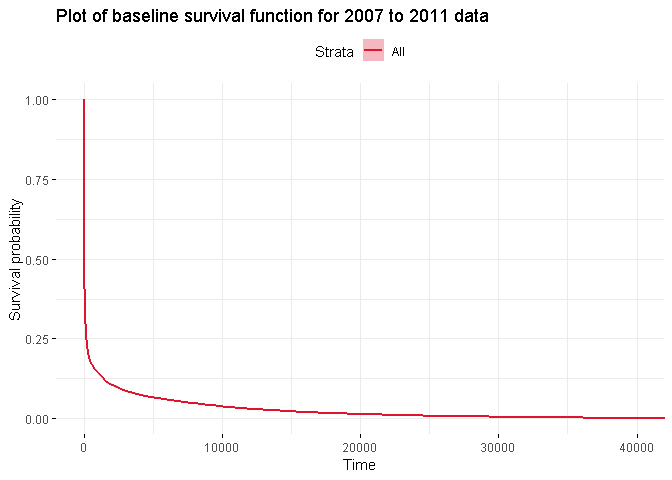 Plot of baseline survival function for 2007 to 2011 data
Strata All
1.00
0.75
0.50
0.25
0.00
Survival probability
0 10000 20000 30000 40000
Time